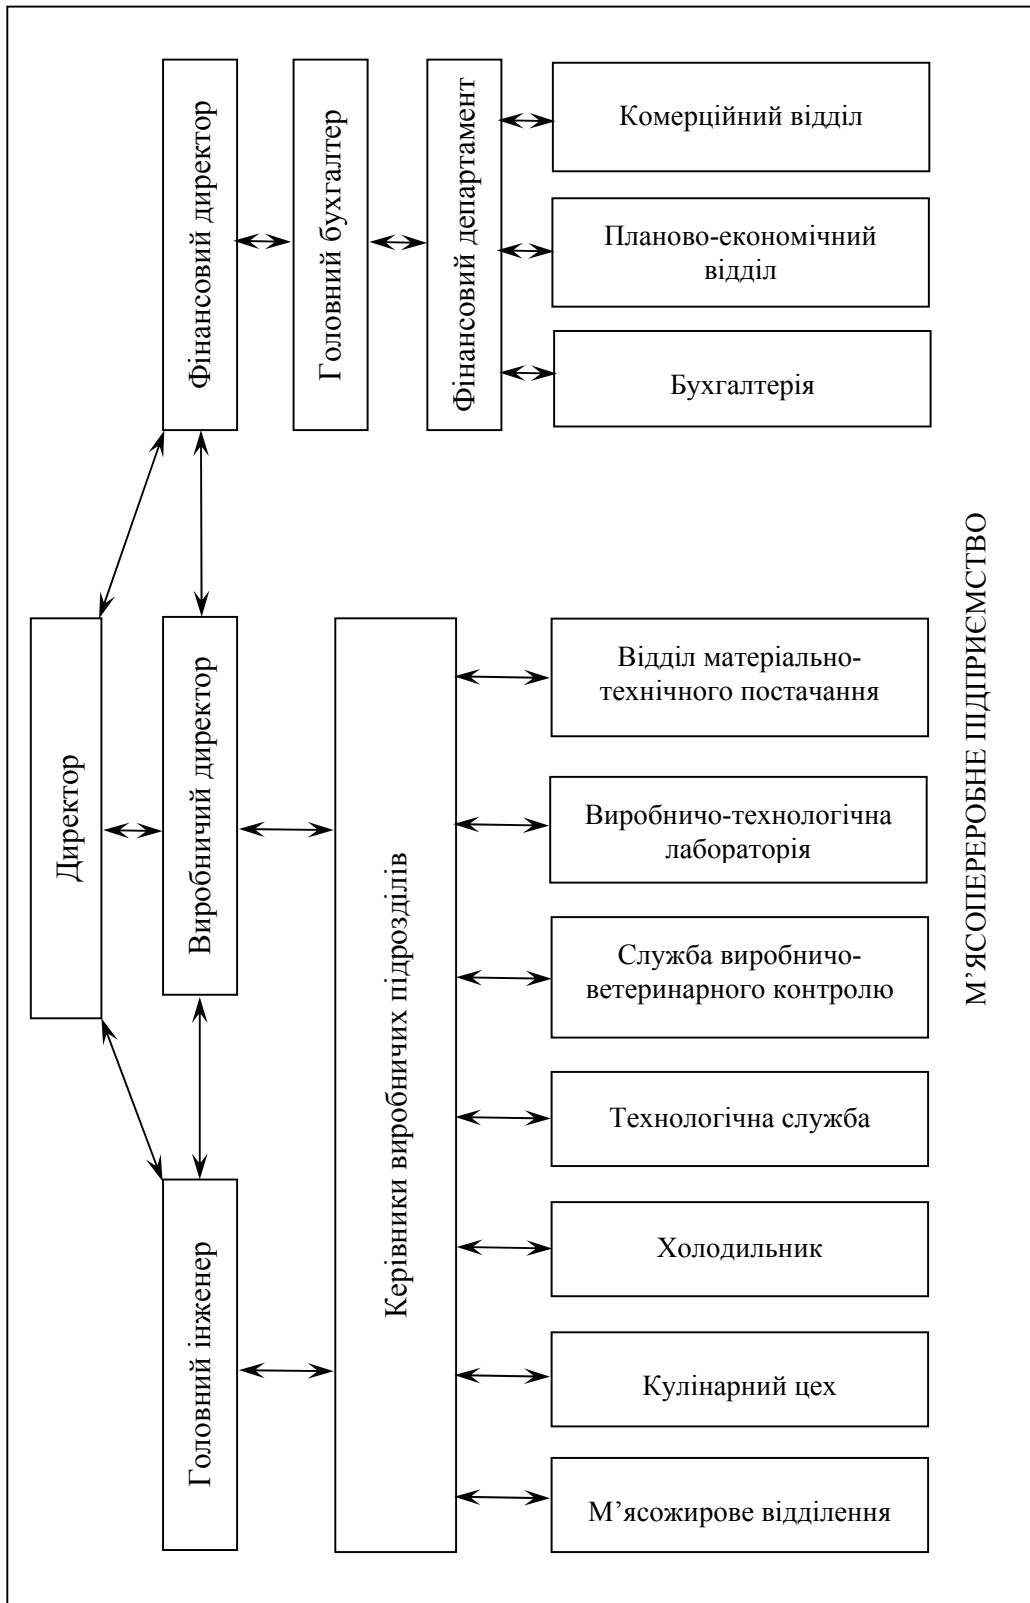 Директор
Головний інженер
Виробничий директор
Фінансовий директор
Головний бухгалтер
Фінансовий департамент
Керівники виробничих підрозділів
Комерційний відділ
Планово-економічний
відділ
Бухгалтерія
Відділ матеріально-
технічного постачання
Виробничо-технологічна
лабораторія
Служба виробничо-
ветеринарного контролю
Технологічна служба
Холодильник
Кулінарний цех
М’ясожирове відділення
М’ЯСОПЕРЕРОБНЕ ПІДПРИЄМСТВО